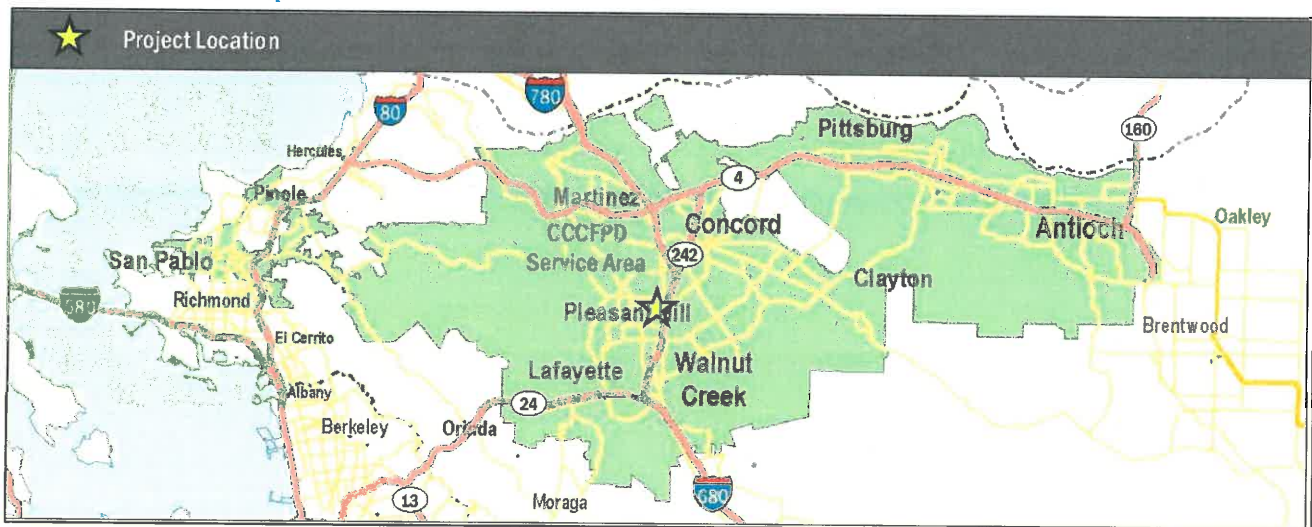 Project Location
780
80
160
Pittsburg
Hercules
4
Pinole
Martinez
Concord
Antioch
Oakley
CCCFPD
242
San Pablo
Service Area
Clayton
Richmond
580
Pleasant Hill
El Cerrito
Brentwood
Walnut
Lafayette
Creek
Albany
24
Berkeley
Orinda
680
13
Moraga